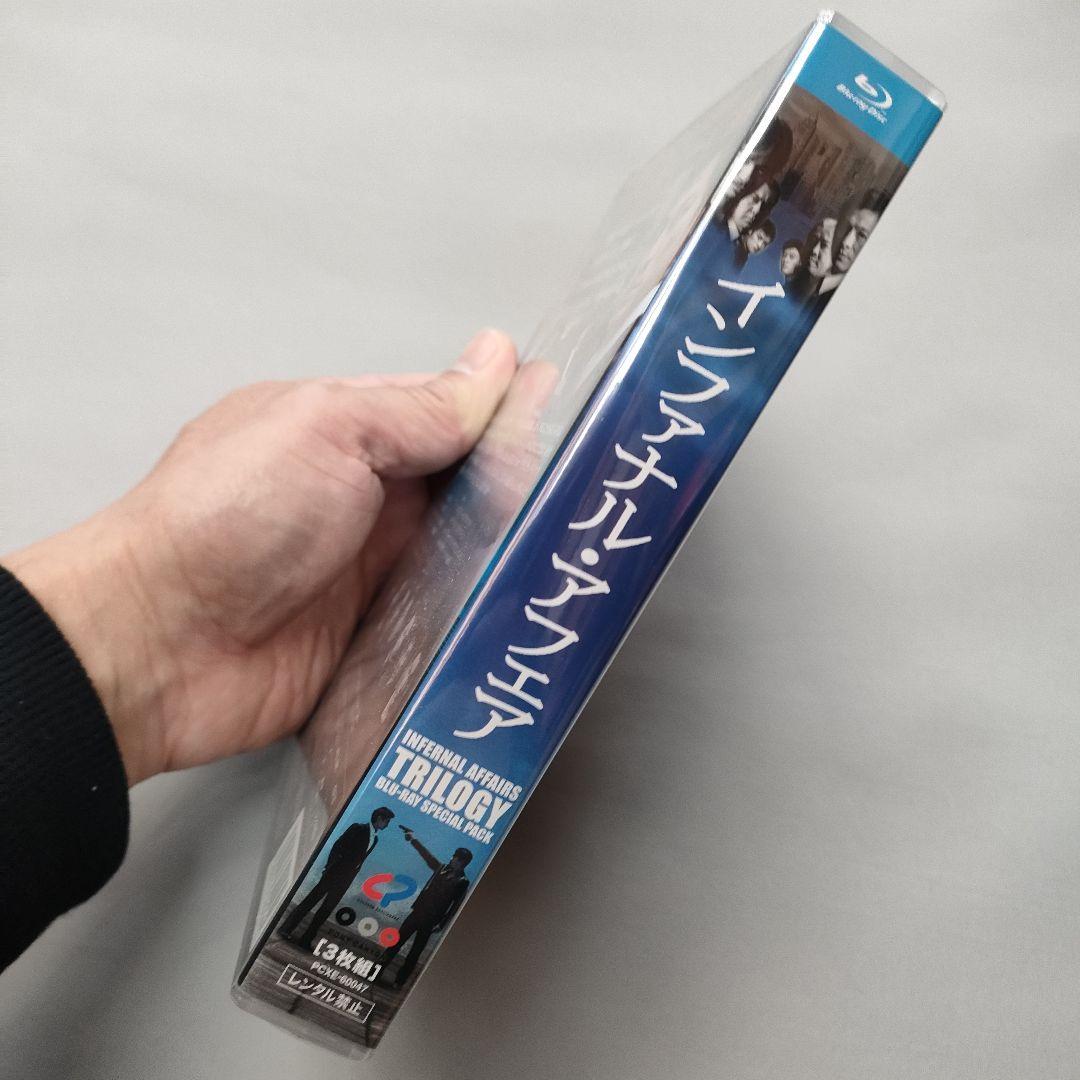 Blu-ray Disc
インファナル・アフェア
INFERNAL AFFAIRS
TRILOGY
BLU-RAY SPECIAL PACK
[3枚組]
PCXE-60047
レンタル禁止